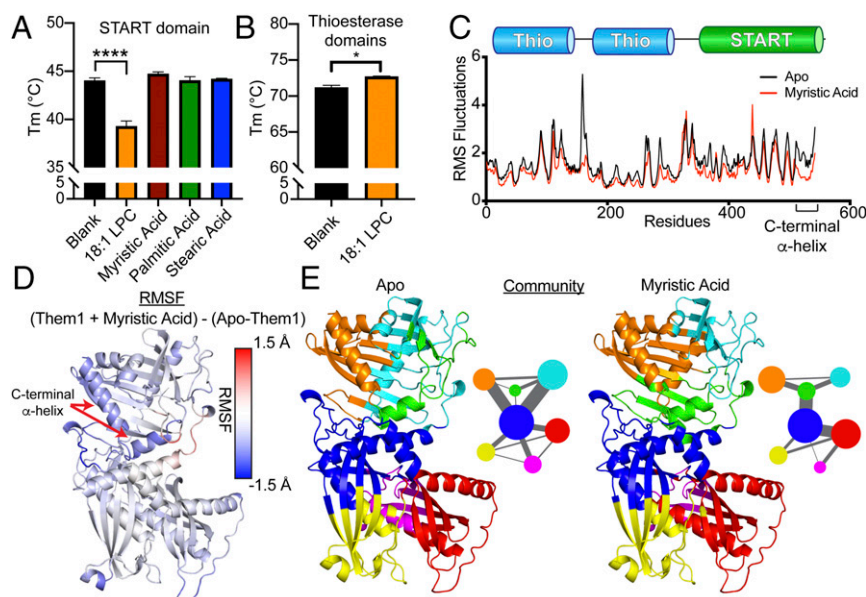 A
START domain
Tm (°C)
50
45
40
35
5
0
****
Blank
18:1 LPC
Myristic Acid
Palmitic Acid
Stearic Acid
B
Thioesterase
domains
Tm (°C)
80
75
70
65
60
5
0
*
Blank
18:1 LPC
C
Thio
Thio
START
RMS Fluctuations
6
4
2
0
Apo
Myristic Acid
0
200
400
600
Residues
C-terminal
α-helix
D
RMSF
(Them1 + Myristic Acid) - (Apo-Them1)
C-terminal
α-helix
1.5 Å
RMSF
-1.5 Å
E
Apo
Community
Myristic Acid